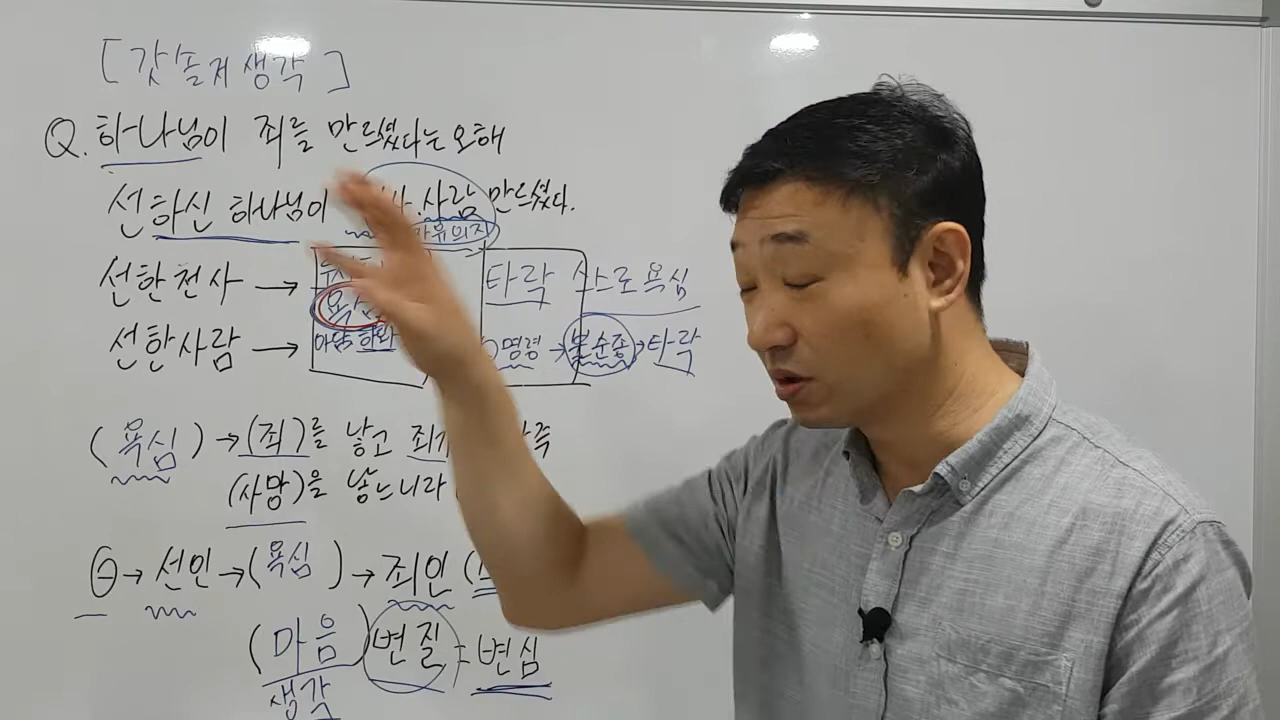 [갓솔져생각]
Q. 하나님이 죄를 만드셨다는 오해
선하신 하나님이 사람 만드셨다.
자유의지
선한천사 → 타락 스스로 욕심
선한사람 → 아담 하와 명령 → 불순종 → 타락
(욕심) → (죄)를 낳고
(사망)을 낳느니라
θ → 선인 → (욕심) → 죄인
(마음) 변질 = 변심
생각